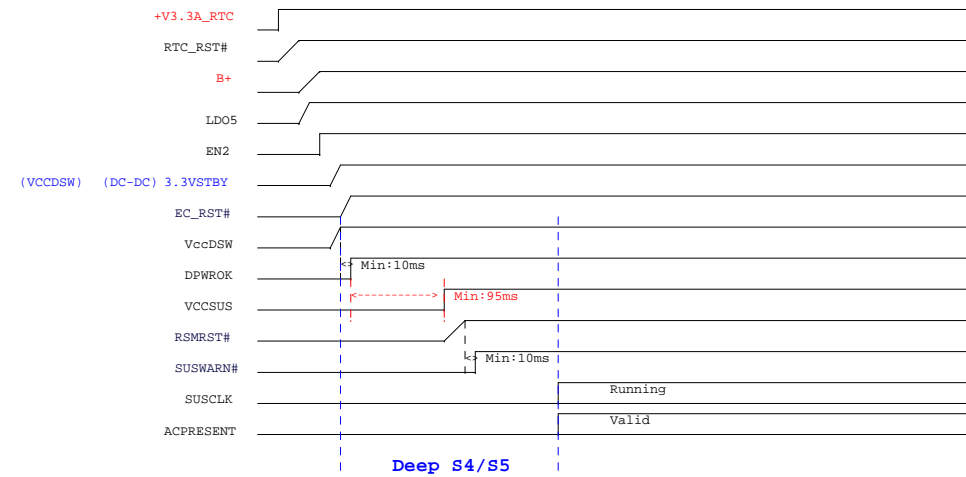 +V3.3A_RTC
RTC_RST#
B+
LDO5
EN2
(VCCDSW) (DC-DC) 3.3VSTBY
EC_RST#
VccDSW
DPWROK
Min:10ms
VCCSUS
Min:95ms
RSMRST#
SUSWARN#
Min:10ms
SUSCLK
Running
ACPRESENT
Valid
Deep S4/S5